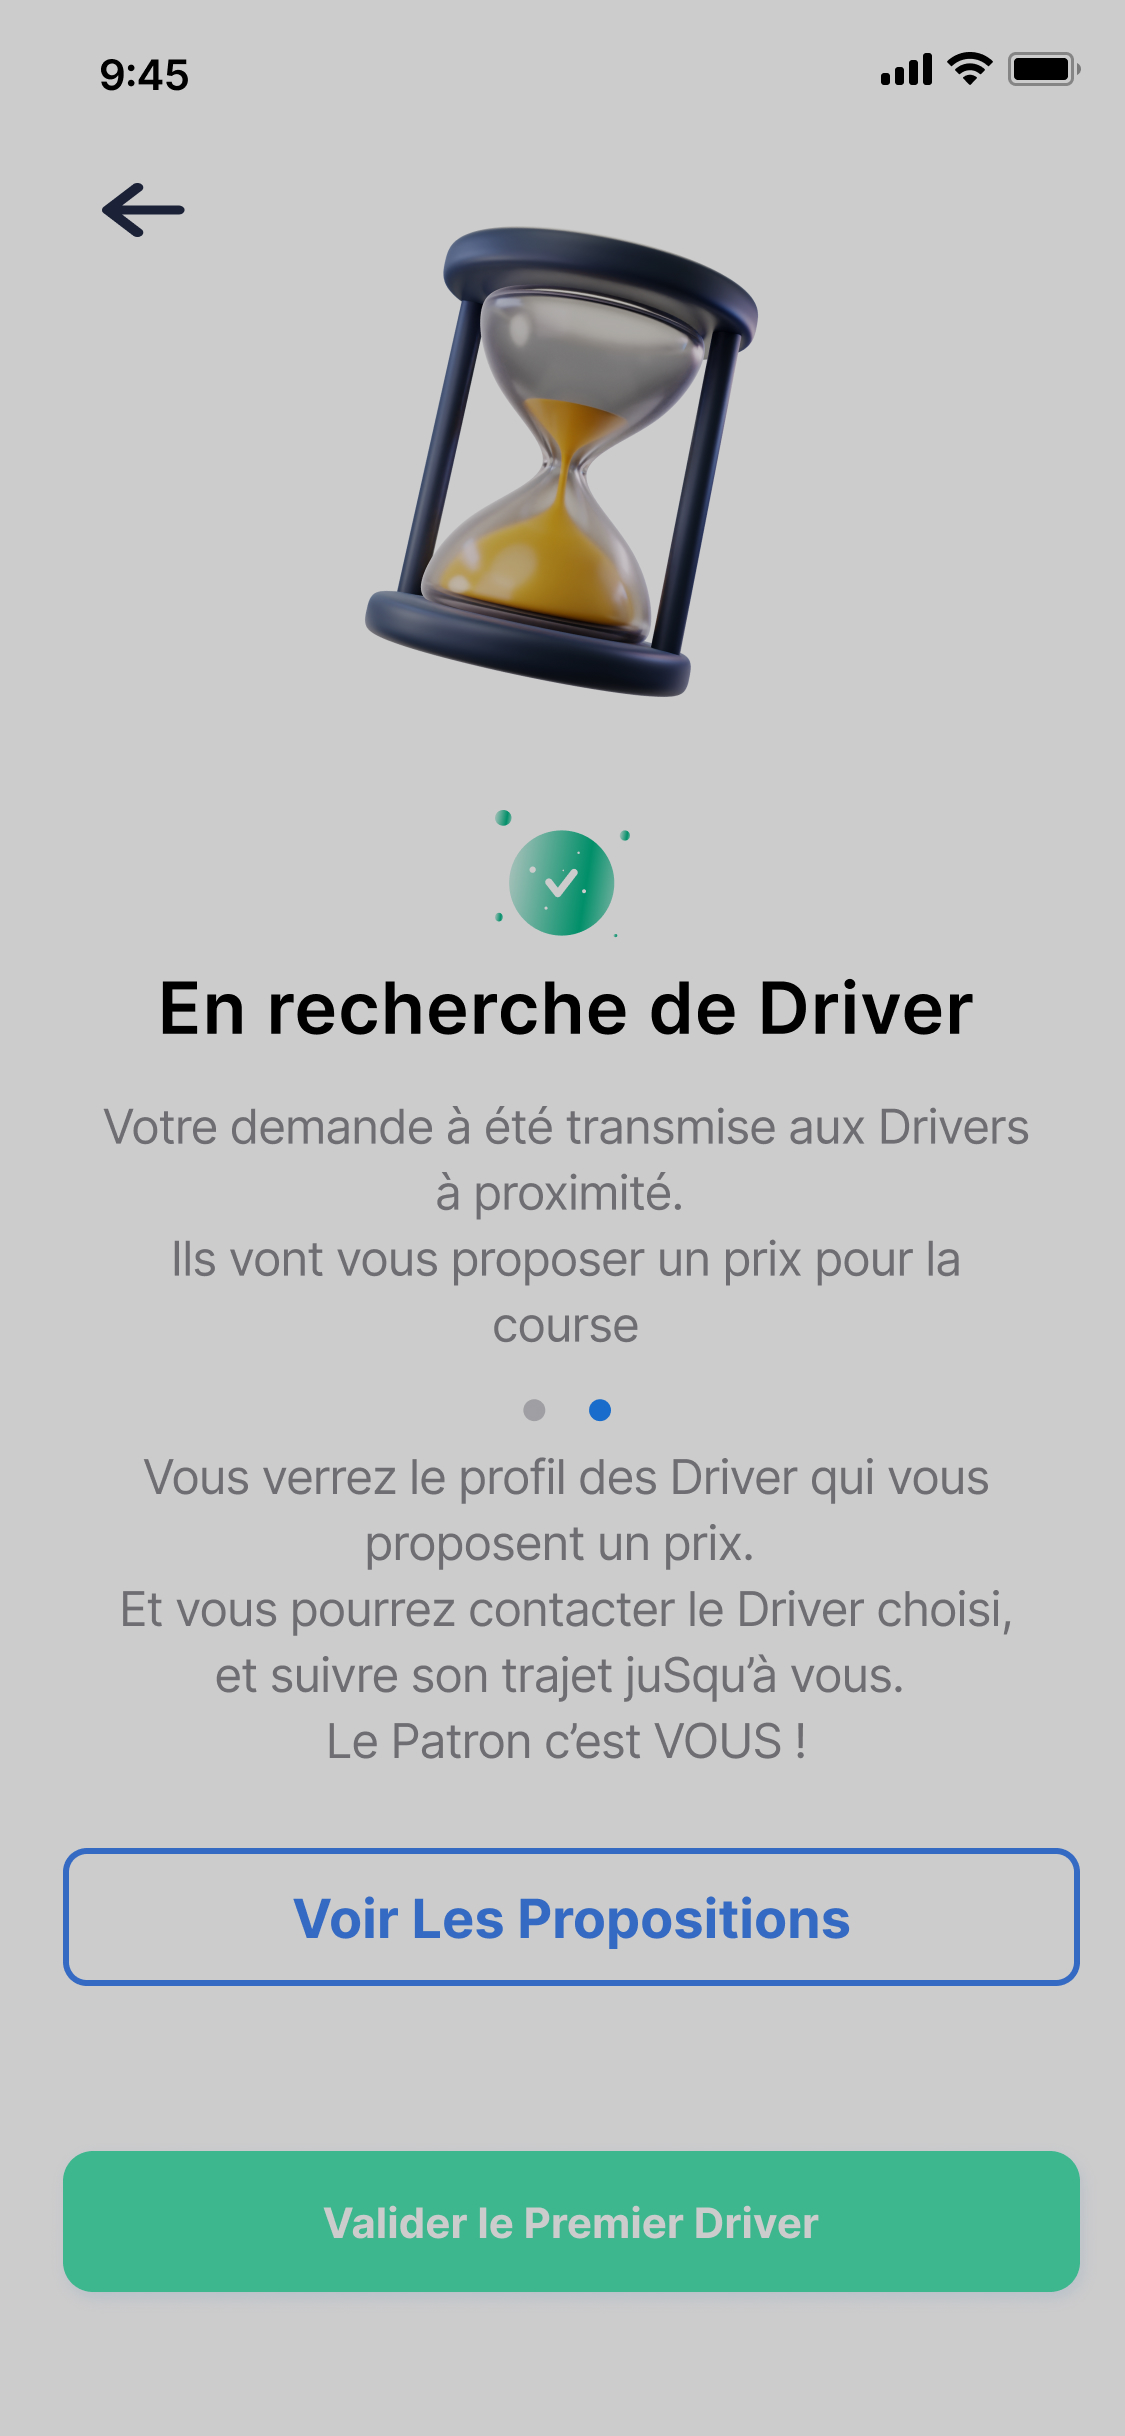 9:45
En recherche de Driver
Votre demande à été transmise aux Drivers
à proximité.
Ils vont vous proposer un prix pour la
course
Vous verrez le profil des Driver qui vous
proposent un prix.
Et vous pourrez contacter le Driver choisi,
et suivre son trajet juSqu’à vous.
Le Patron c’est VOUS !
Voir Les Propositions
Valider le Premier Driver